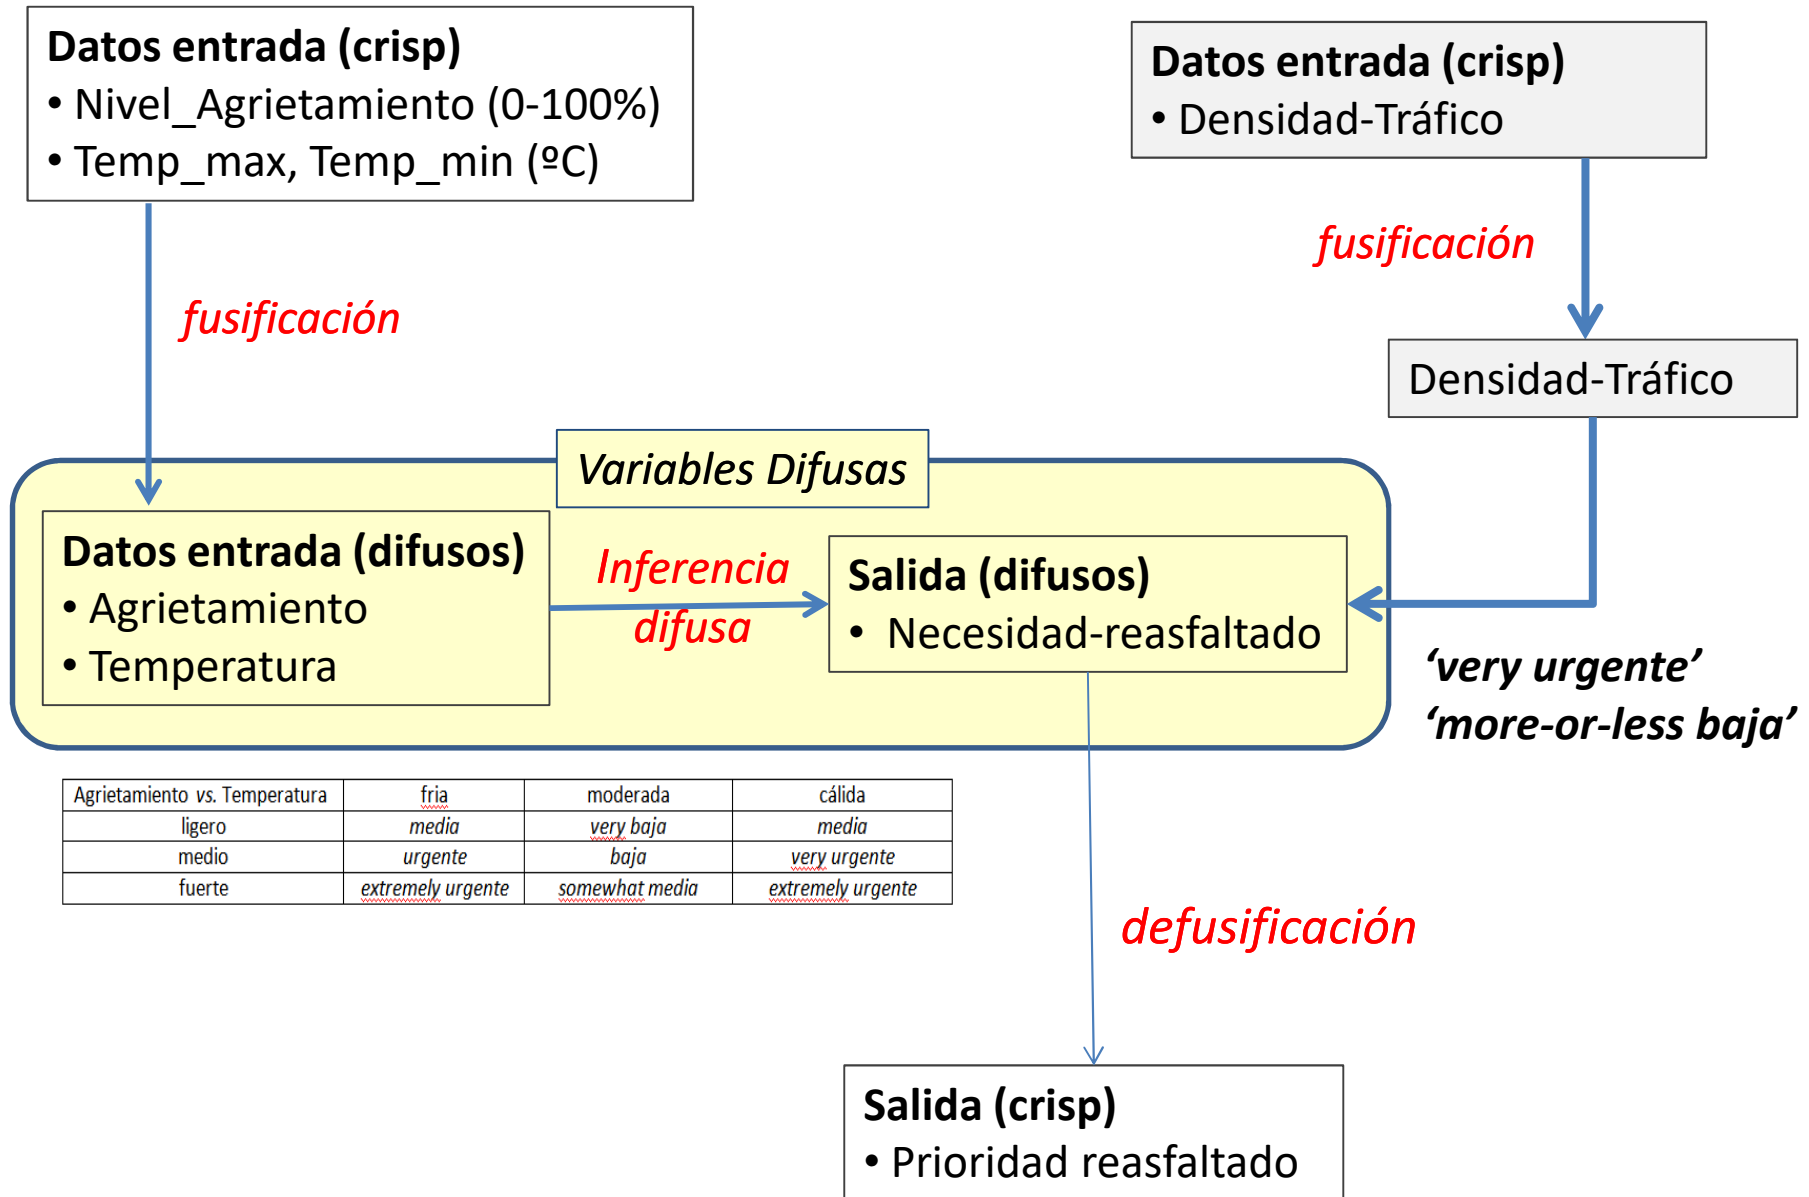 Datos entrada (crisp)
• Nivel_Agrietamiento (0-100%)
• Temp_max, Temp_min (ºC)
Datos entrada (crisp)
• Densidad-Tráfico
fusificación
fusificación
Densidad-Tráfico
Variables Difusas
Datos entrada (difusos)
• Agrietamiento
• Temperatura
Inferencia
difusa
Salida (difusos)
• Necesidad-reasfaltado
‘very urgente’
‘more-or-less baja’
Agrietamiento vs. Temperatura fria moderada cálida
ligero media very baja media
medio urgente baja very urgente
fuerte extremely urgente somewhat media extremely urgente
defusificación
Salida (crisp)
• Prioridad reasfaltado